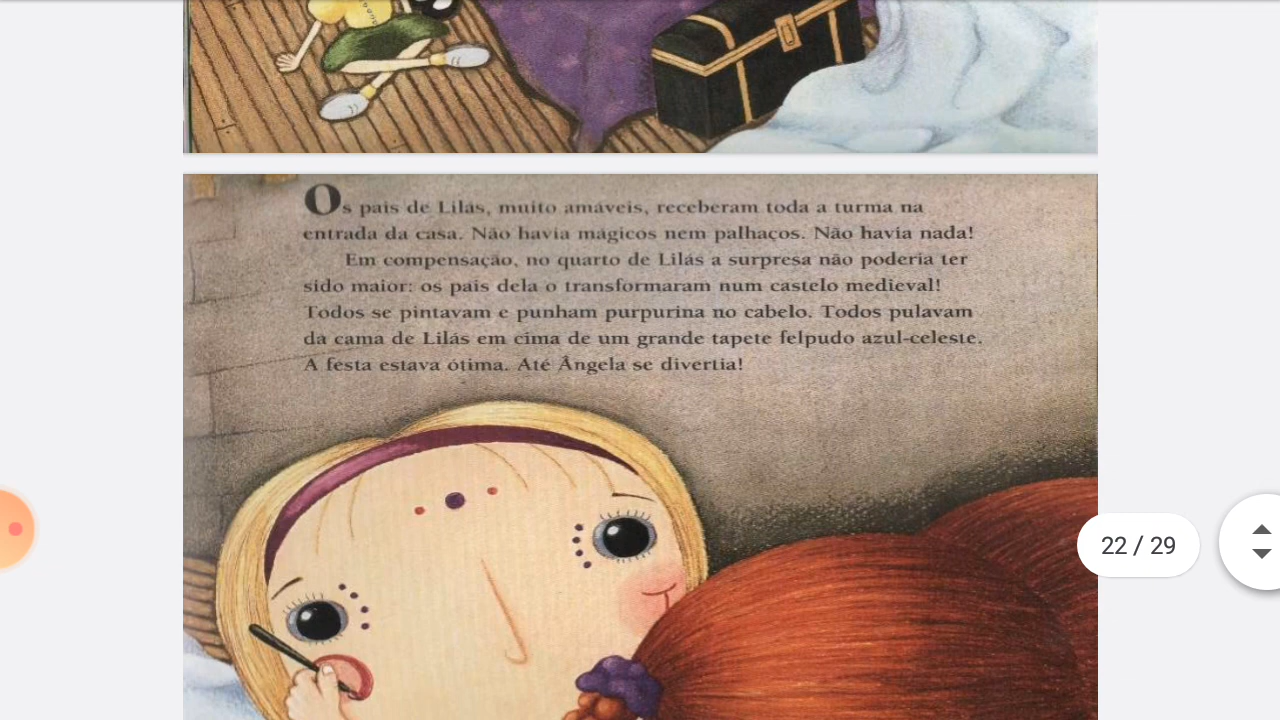 Os pais de Lilás, muito amáveis, receberam toda a turma na
entrada da casa. Não havia mágicos nem palhaços. Não havia nada!
Em compensação, no quarto de Lilás a surpresa não poderia ter
sido maior: os pais dela o transformaram num castelo medieval!
Todos se pintavam e punham purpurina no cabelo. Todos pulavam
da cama de Lilás em cima de um grande tapete felpudo azul-celeste.
A festa estava ótima. Até Ângela se divertia!
22 / 29